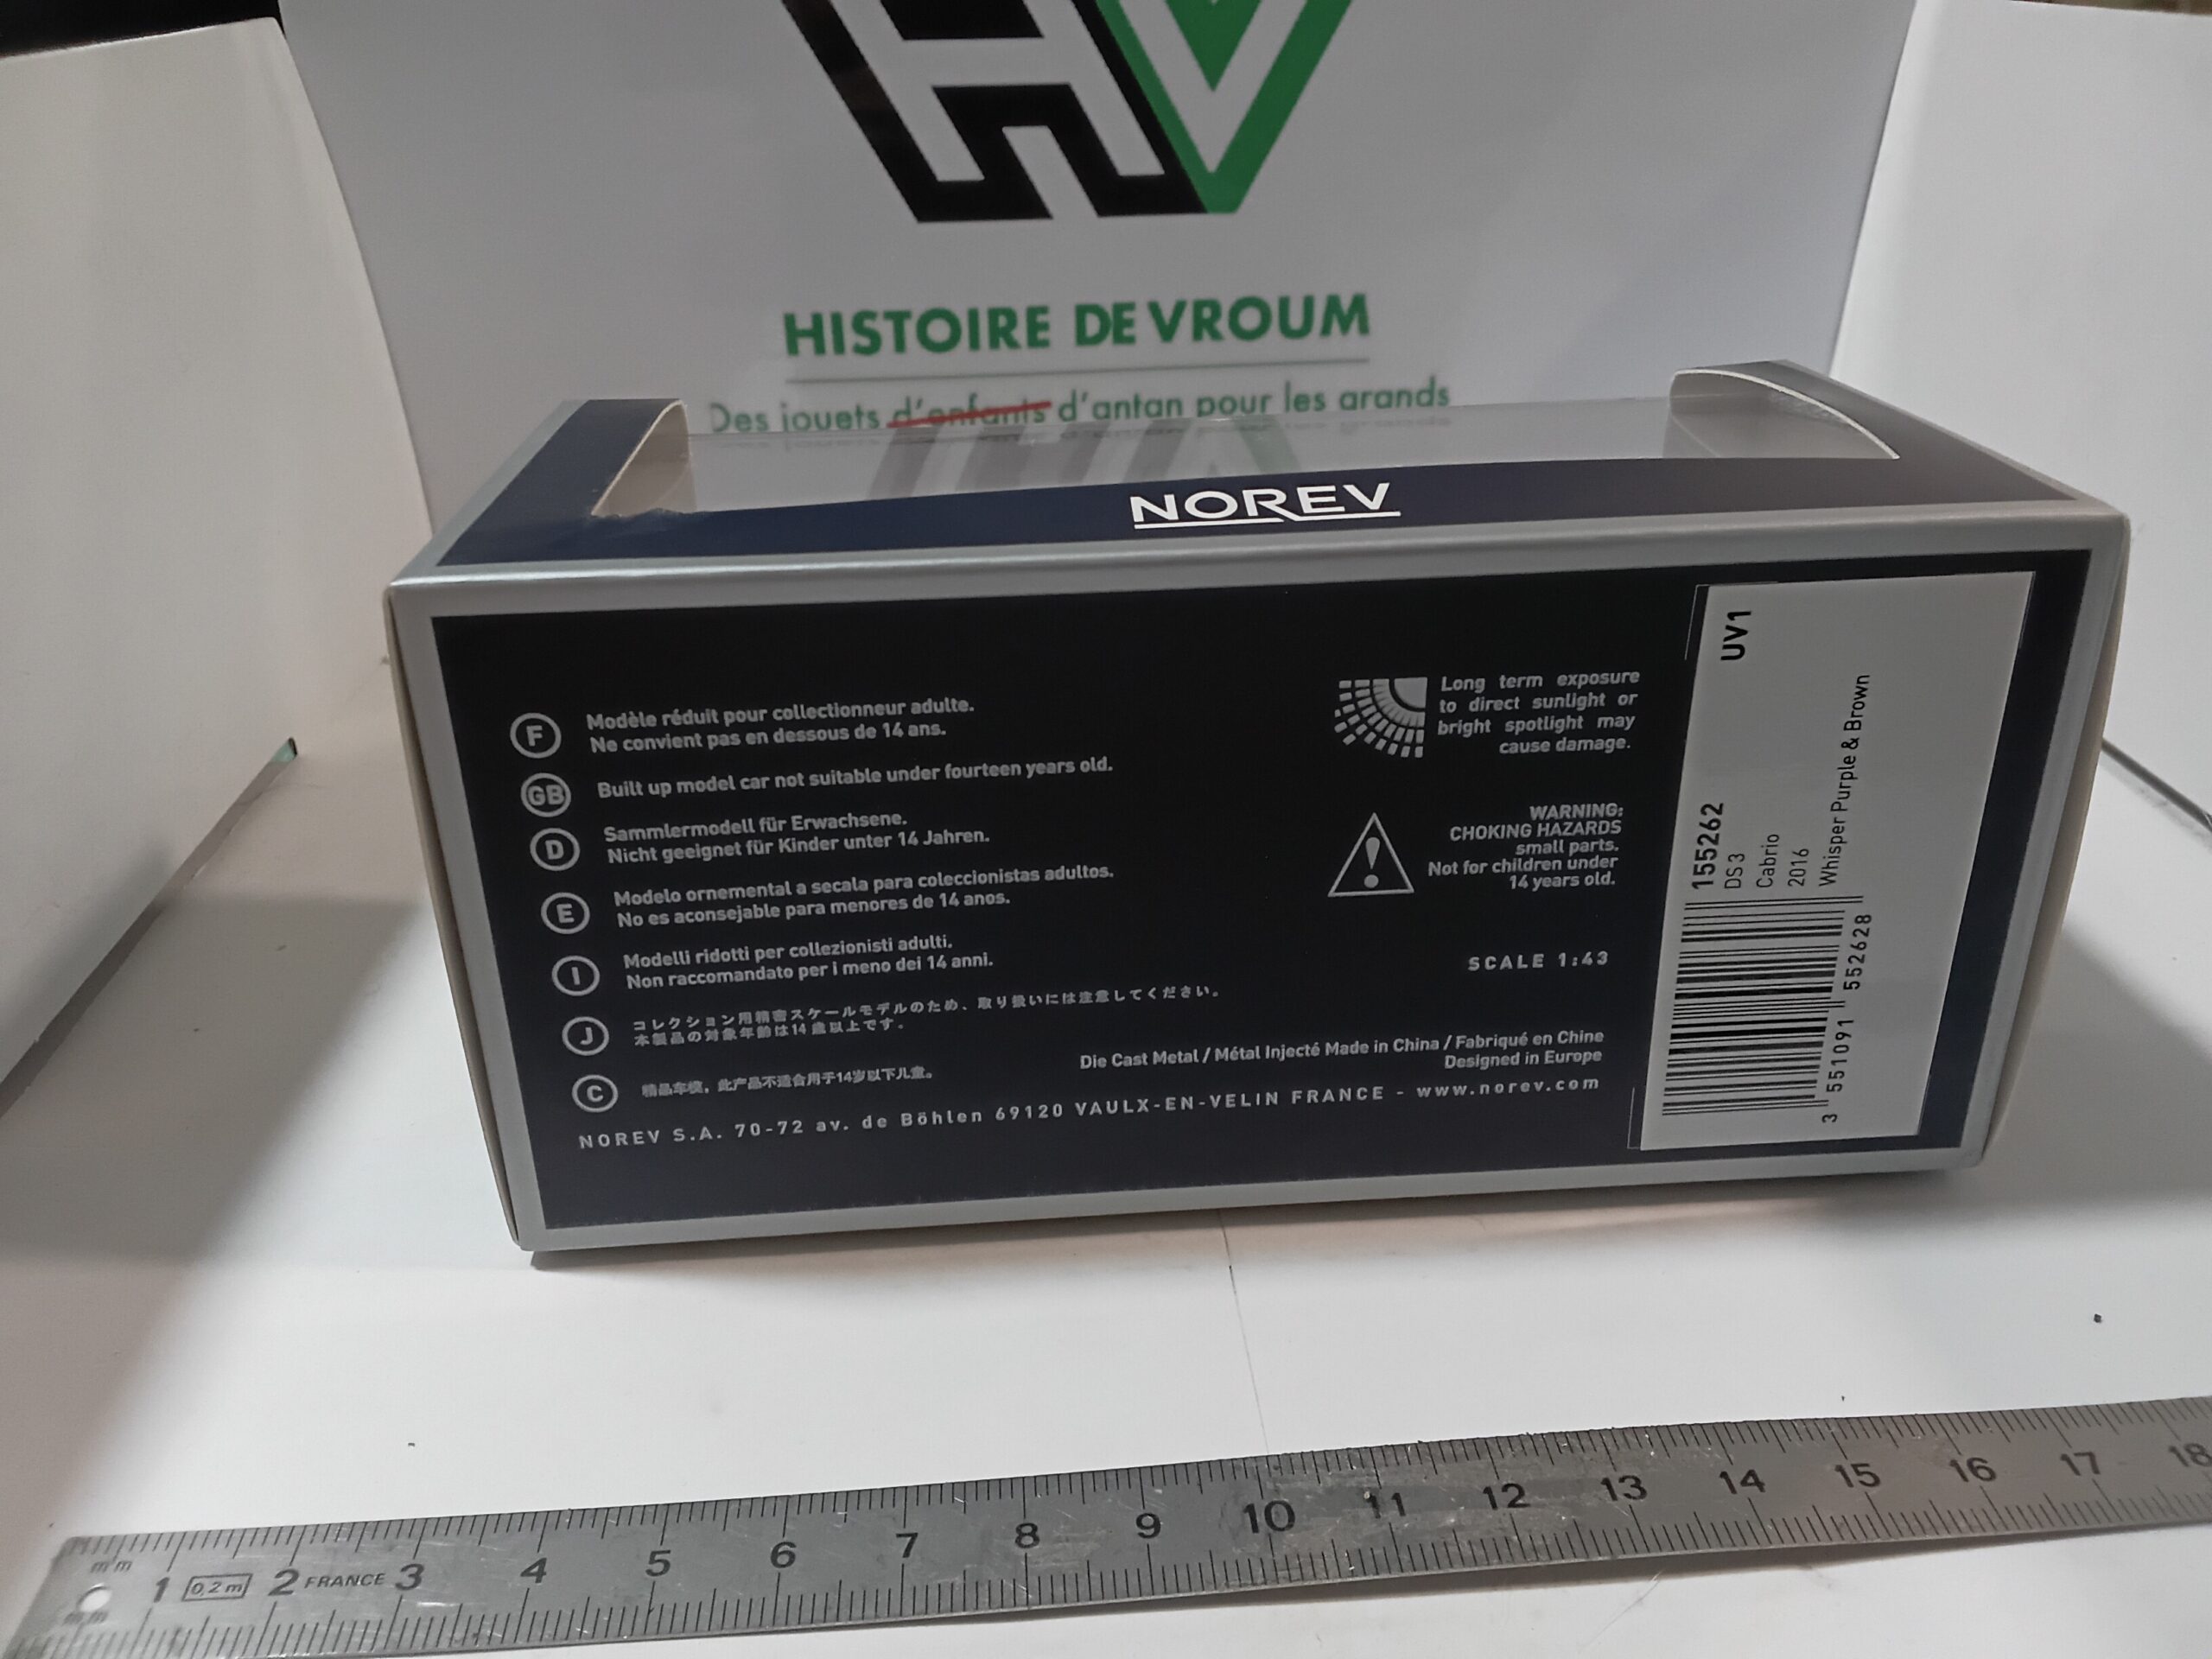 HV
HISTOIRE DE VROUM
Des jouets d'enfants d'antan pour les grands
NOREV
F
Modèle réduit pour collectionneur adulte.
Ne convient pas en dessous de 14 ans.
GB
Built up model car not suitable under fourteen years old.
D
Sammlermodell für Erwachsene.
Nicht geeignet für Kinder unter 14 Jahren.
E
Modelo ornemental a secala para coleccionistas adultos.
No es aconsejable para menores de 14 anos.
I
Modelli ridotti per collezionisti adulti.
Non raccomandato per i meno dei 14 anni.
J
コレクション用精密スケールモデルのため、取り扱いには注意してください。
本製品の対象年齢は14歳以上です。
C
精品车模，此产品不适合用于14岁以下儿童。
Long term exposure
to direct sunlight or
bright spotlight may
cause damage.
WARNING:
CHOKING HAZARDS
small parts.
Not for children under
14 years old.
SCALE 1:43
Die Cast Metal / Métal Injecté Made in China / Fabriqué en Chine
Designed in Europe
NOREV S.A. 70-72 av. de Böhlen 69120 VAULX-EN-VELIN FRANCE - www.norev.com
155262 UV1
DS 3
Cabrio
2016
Whisper Purple & Brown
3 551091 552628
mm
1 0,2 m 2 FRANCE 3 4 5 6 7 8 9 10 11 12 13 14 15 16 17 18
mm